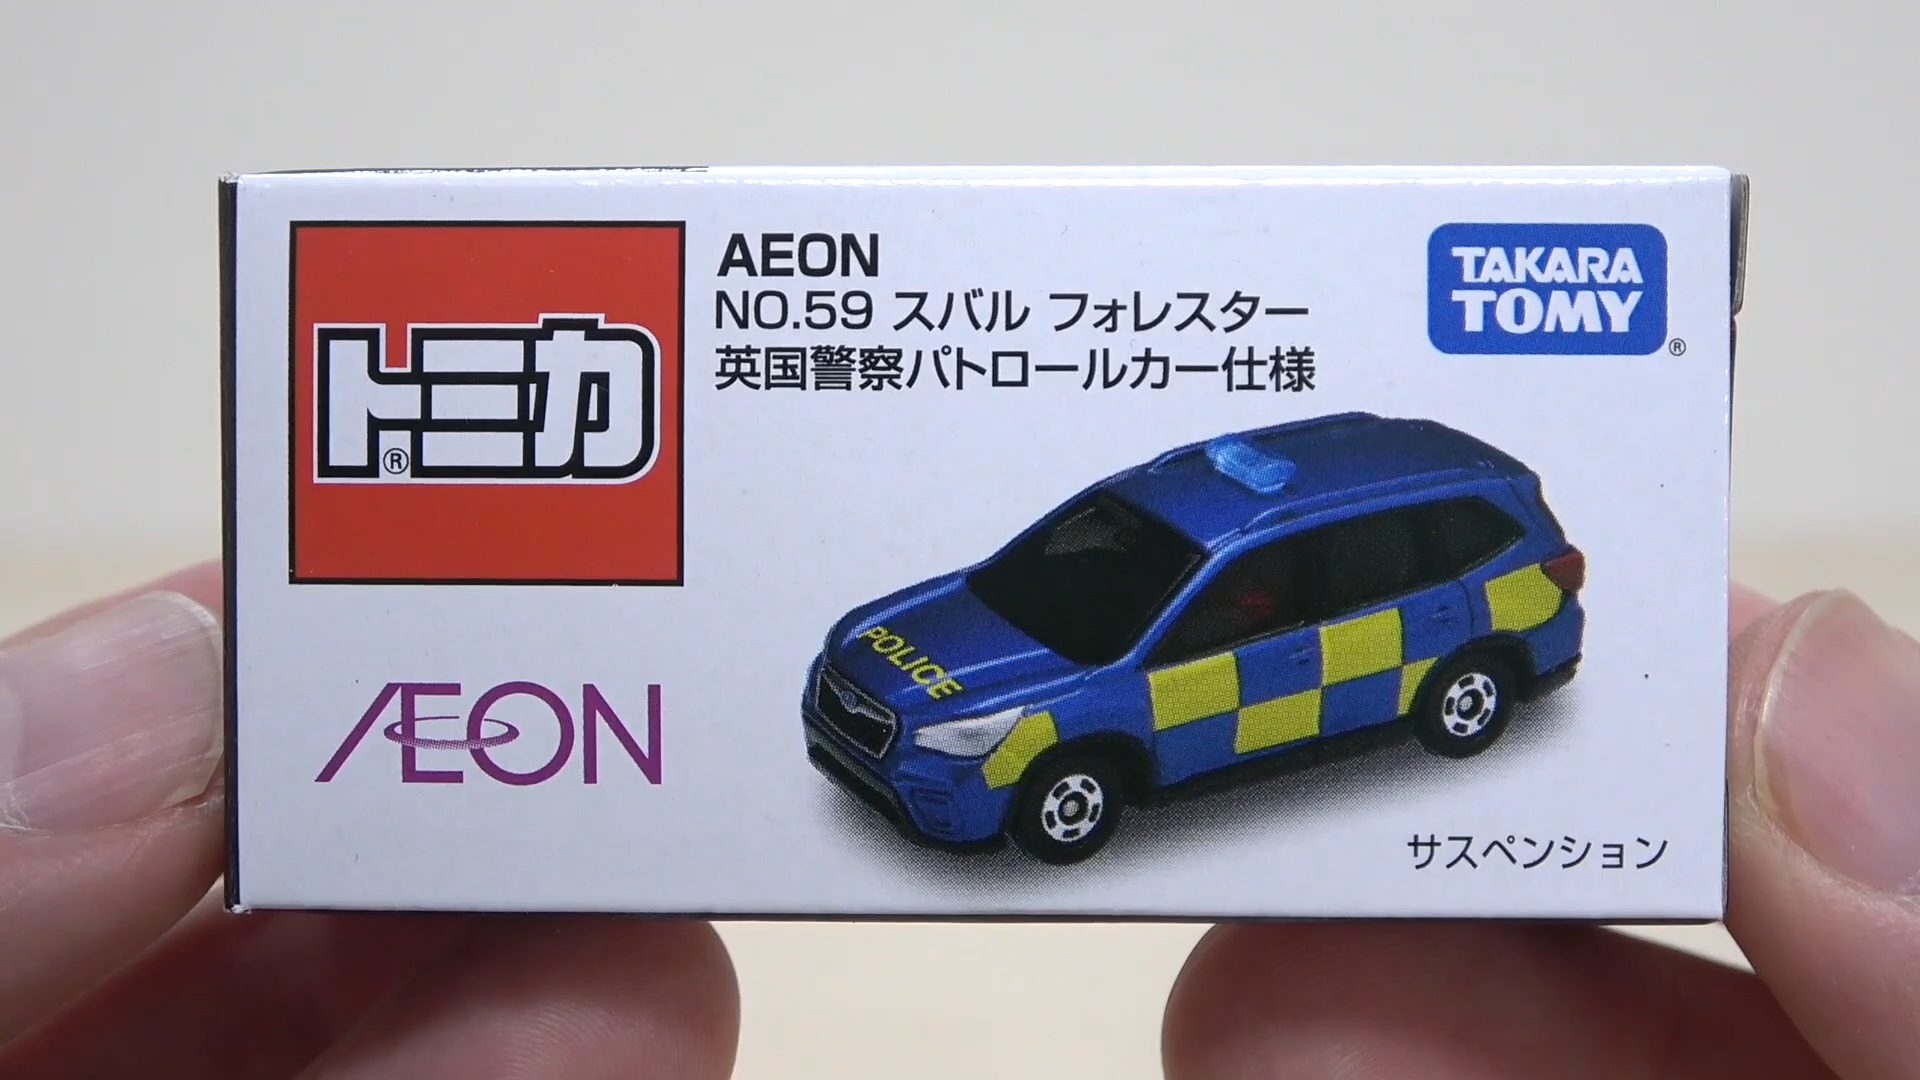 AEON
NO.59 スバル フォレスター
英国警察パトロールカー仕様
TAKARA
TOMY
®
トミカ
®
POLICE
AEON
サスペンション